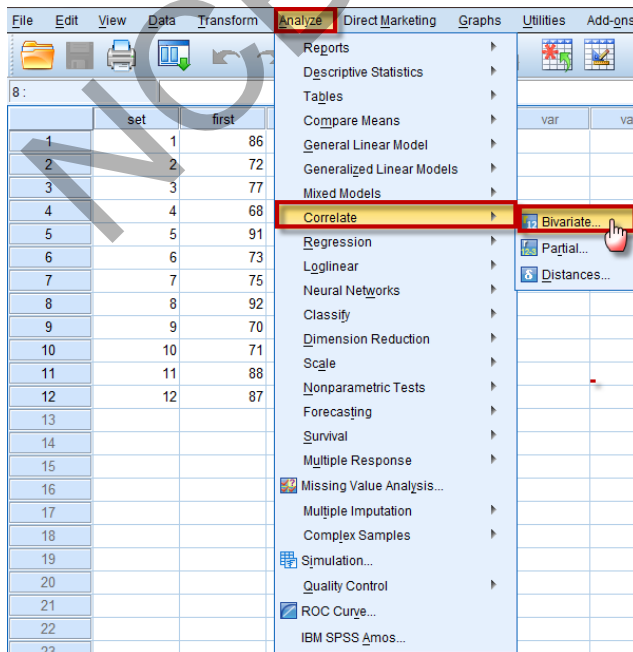 File Edit View Data Transform Analyze Direct Marketing Graphs Utilities Add-ons
8 :
set first var va
1 1 86
2 2 72
3 3 77
4 4 68
5 5 91
6 6 73
7 7 75
8 8 92
9 9 70
10 10 71
11 11 88
12 12 87
13
14
15
16
17
18
19
20
21
22
23
Reports
Descriptive Statistics
Tables
Compare Means
General Linear Model
Generalized Linear Models
Mixed Models
Correlate
Regression
Loglinear
Neural Networks
Classify
Dimension Reduction
Scale
Nonparametric Tests
Forecasting
Survival
Multiple Response
Missing Value Analysis...
Multiple Imputation
Complex Samples
Simulation...
Quality Control
ROC Curve...
IBM SPSS Amos...
Bivariate...
Partial...
Distances...